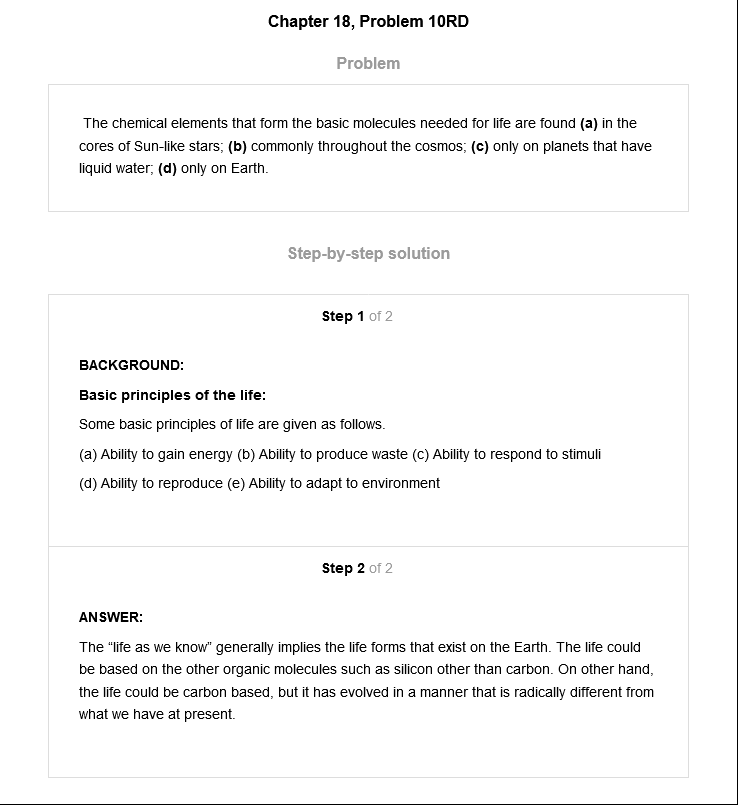 Chapter 18, Problem 10RD
Problem
The chemical elements that form the basic molecules needed for life are found (a) in the
cores of Sun-like stars; (b) commonly throughout the cosmos; (c) only on planets that have
liquid water; (d) only on Earth.
Step-by-step solution
Step 1 of 2
BACKGROUND:
Basic principles of the life:
Some basic principles of life are given as follows.
(a) Ability to gain energy (b) Ability to produce waste (c) Ability to respond to stimuli
(d) Ability to reproduce (e) Ability to adapt to environment
Step 2 of 2
ANSWER:
The “life as we know” generally implies the life forms that exist on the Earth. The life could
be based on the other organic molecules such as silicon other than carbon. On other hand,
the life could be carbon based, but it has evolved in a manner that is radically different from
what we have at present.